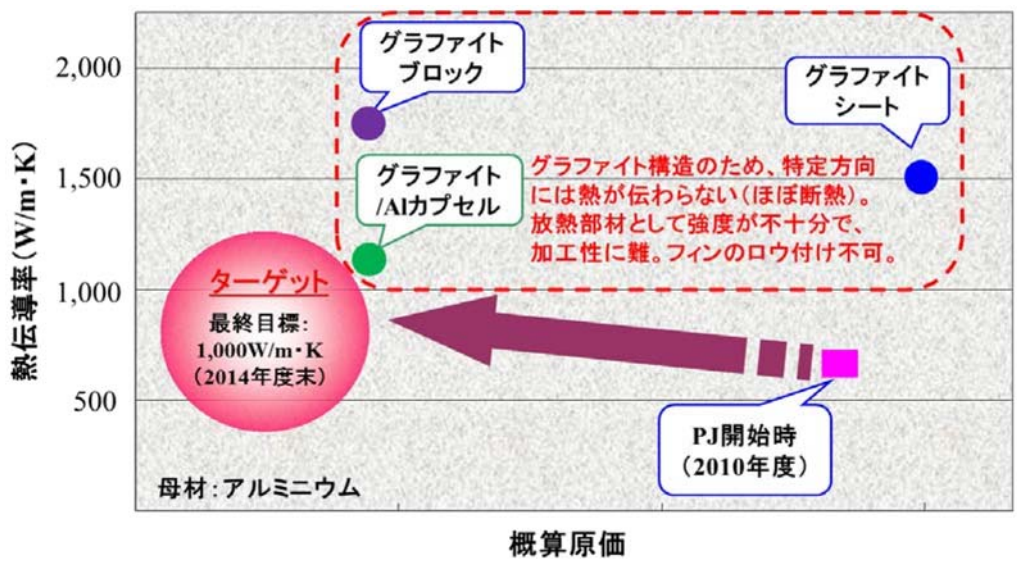 熱伝導率(W/m・K)
2,000
1,500
1,000
500
グラファイト
ブロック
グラファイト
シート
グラファイト
/Alカプセル
グラファイト構造のため、特定方向
には熱が伝わらない(ほぼ断熱)。
放熱部材として強度が不十分で、
加工性に難。フィンのロウ付け不可。
ターゲット
最終目標:
1,000W/m・K
(2014年度末)
PJ開始時
(2010年度)
母材:アルミニウム
概算原価